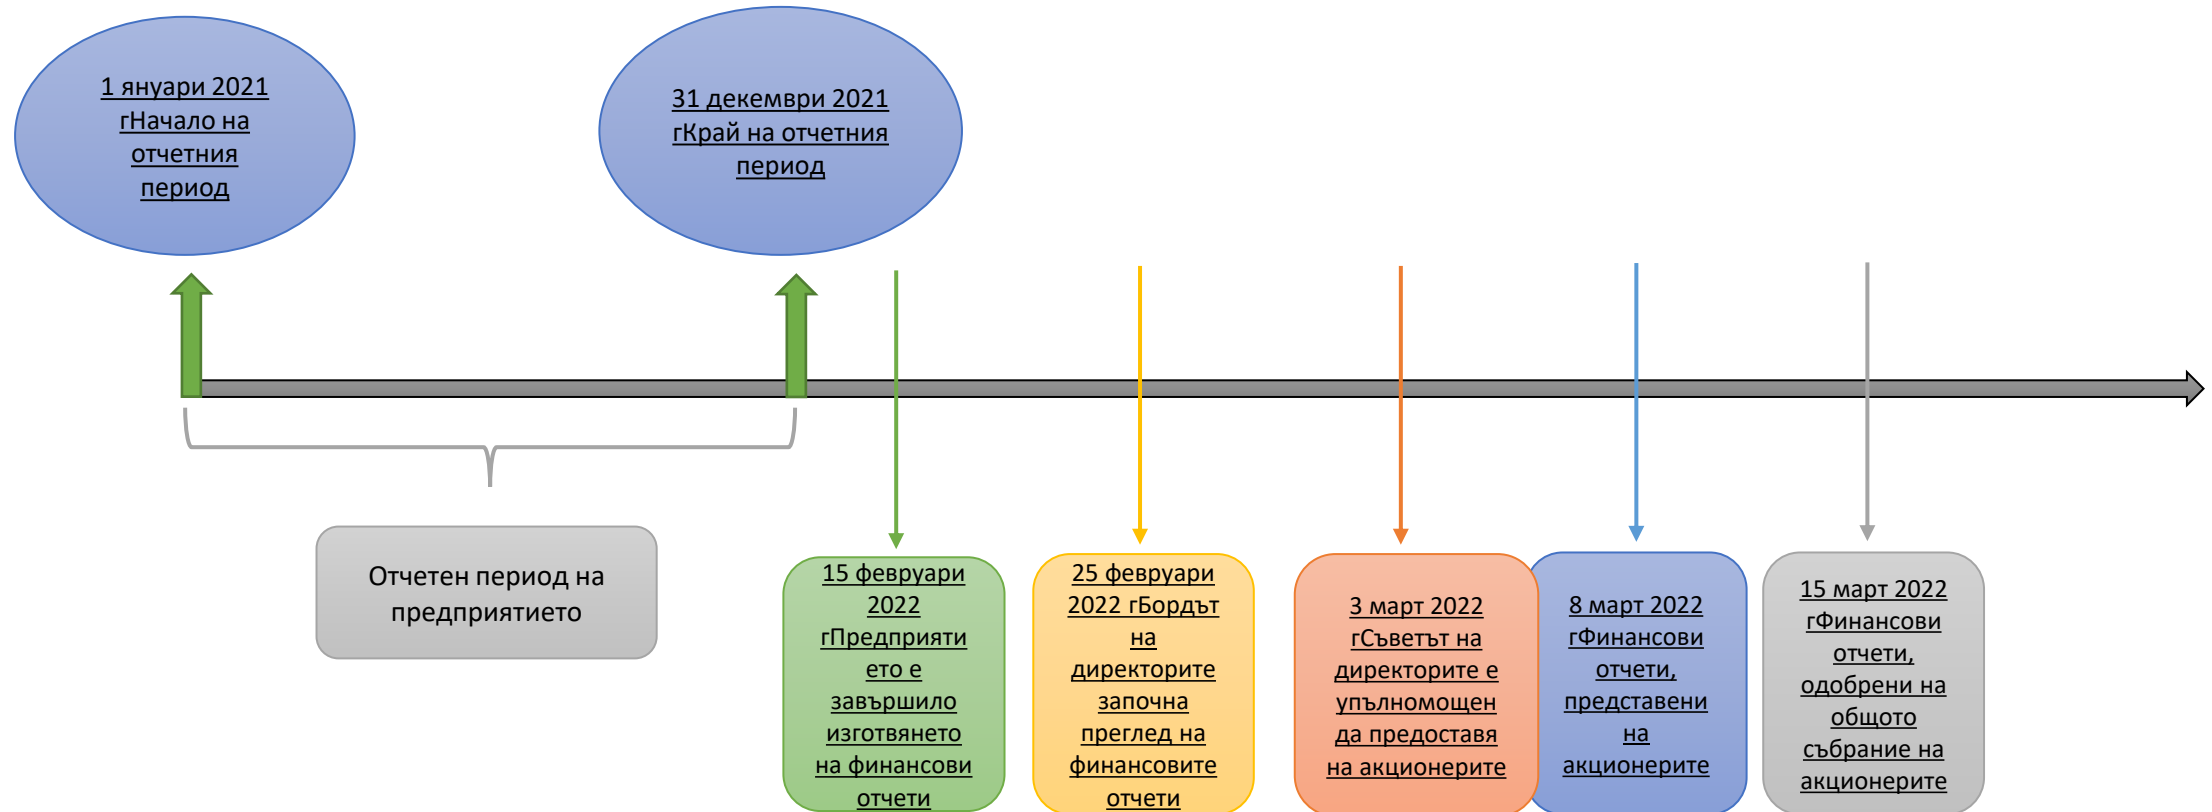 1 януари 2021
гНачало на
отчетния
период
31 декември 2021
гКрай на отчетния
период
Отчетен период на
предприятието
15 февруари
2022
гПредприяти
ето е
завършило
изготвянето
на финансови
отчети
25 февруари
2022 гБордът
на
директорите
започна
преглед на
финансовите
отчети
3 март 2022
гСъветът на
директорите е
упълномощен
да предоставя
на акционерите
8 март 2022
гФинансови
отчети,
представени
на
акционерите
15 март 2022
гФинансови
отчети,
одобрени на
общото
събрание на
акционерите